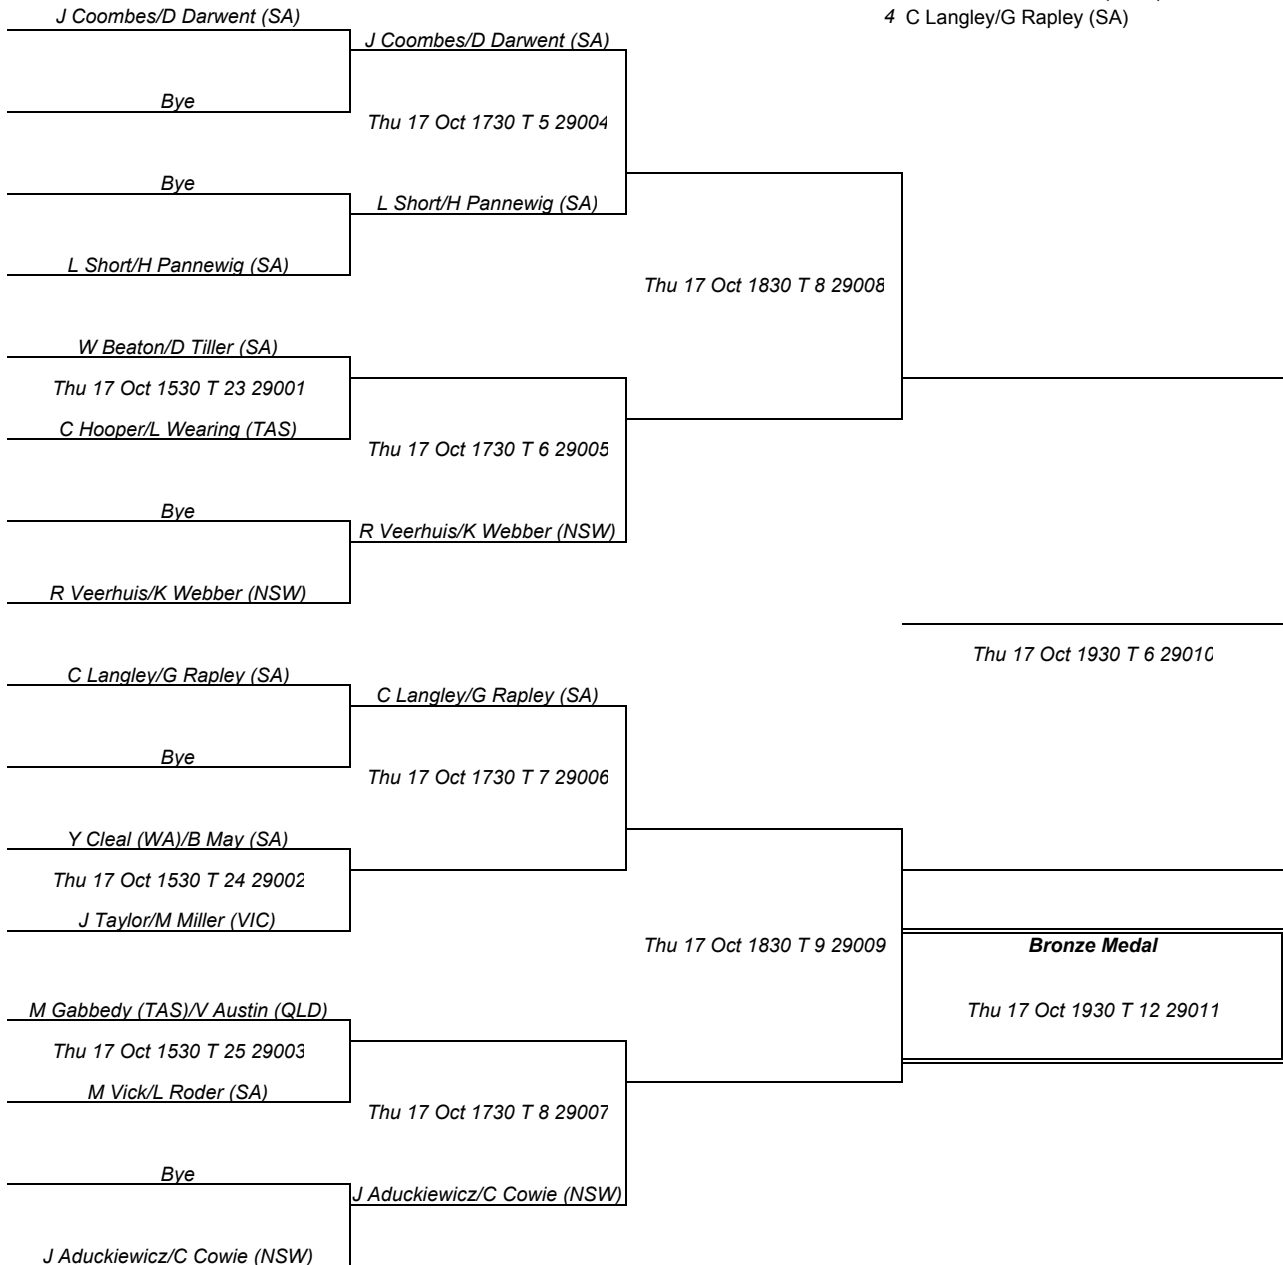 J Coombes/D Darwent (SA)
4 C Langley/G Rapley (SA)
J Coombes/D Darwent (SA)
Bye
Thu 17 Oct 1730 T 5 29004
Bye
L Short/H Pannewig (SA)
L Short/H Pannewig (SA)
Thu 17 Oct 1830 T 8 29008
W Beaton/D Tiller (SA)
Thu 17 Oct 1530 T 23 29001
C Hooper/L Wearing (TAS)
Thu 17 Oct 1730 T 6 29005
Bye
R Veerhuis/K Webber (NSW)
R Veerhuis/K Webber (NSW)
Thu 17 Oct 1930 T 6 29010
C Langley/G Rapley (SA)
C Langley/G Rapley (SA)
Bye
Thu 17 Oct 1730 T 7 29006
Y Cleal (WA)/B May (SA)
Thu 17 Oct 1530 T 24 29002
J Taylor/M Miller (VIC)
Thu 17 Oct 1830 T 9 29009
Bronze Medal
M Gabbedy (TAS)/V Austin (QLD)
Thu 17 Oct 1930 T 12 29011
Thu 17 Oct 1530 T 25 29003
M Vick/L Roder (SA)
Thu 17 Oct 1730 T 8 29007
Bye
J Aduckiewicz/C Cowie (NSW)
J Aduckiewicz/C Cowie (NSW)